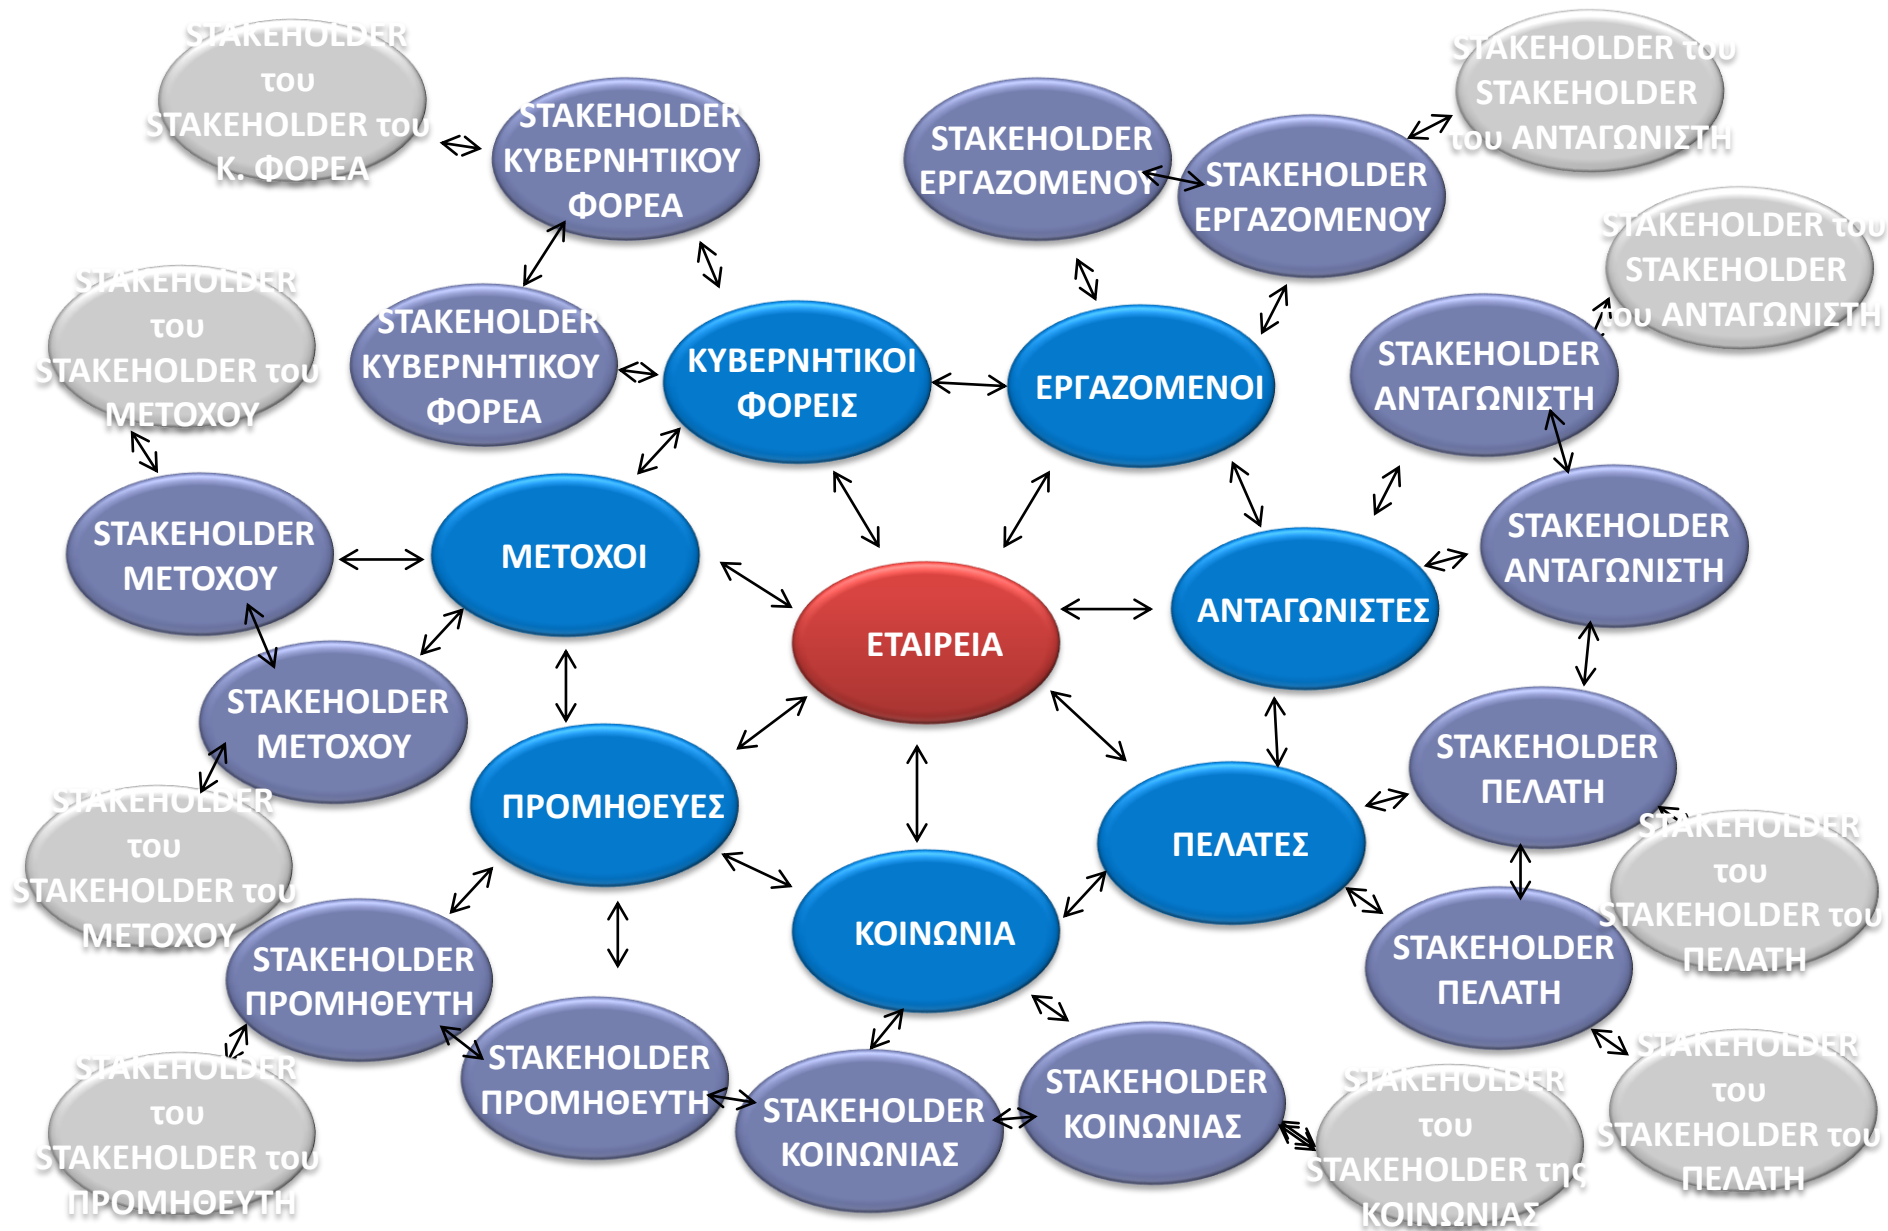 STAKEHOLDER
του
STAKEHOLDER του
Κ. ΦΟΡΕΑ
STAKEHOLDER
ΚΥΒΕΡΝΗΤΙΚΟΥ
ΦΟΡΕΑ
STAKEHOLDER
ΕΡΓΑΖΟΜΕΝΟΥ
STAKEHOLDER
ΕΡΓΑΖΟΜΕΝΟΥ
STAKEHOLDER του
STAKEHOLDER
του ΑΝΤΑΓΩΝΙΣΤΗ
STAKEHOLDER του
STAKEHOLDER
του ΑΝΤΑΓΩΝΙΣΤΗ
STAKEHOLDER
του
STAKEHOLDER του
ΜΕΤΟΧΟΥ
STAKEHOLDER
ΚΥΒΕΡΝΗΤΙΚΟΥ
ΦΟΡΕΑ
ΚΥΒΕΡΝΗΤΙΚΟΙ
ΦΟΡΕΙΣ
ΕΡΓΑΖΟΜΕΝΟΙ
STAKEHOLDER
ΑΝΤΑΓΩΝΙΣΤΗ
STAKEHOLDER
ΜΕΤΟΧΟΥ
ΜΕΤΟΧΟΙ
STAKEHOLDER
ΑΝΤΑΓΩΝΙΣΤΗ
ΑΝΤΑΓΩΝΙΣΤΕΣ
ΕΤΑΙΡΕΙΑ
STAKEHOLDER
ΜΕΤΟΧΟΥ
STAKEHOLDER
ΠΕΛΑΤΗ
ΠΡΟΜΗΘΕΥΕΣ
ΠΕΛΑΤΕΣ
STAKEHOLDER
του
STAKEHOLDER του
ΜΕΤΟΧΟΥ
STAKEHOLDER
του
STAKEHOLDER του
ΠΕΛΑΤΗ
ΚΟΙΝΩΝΙΑ
STAKEHOLDER
ΠΕΛΑΤΗ
STAKEHOLDER
ΠΡΟΜΗΘΕΥΤΗ
STAKEHOLDER
ΠΡΟΜΗΘΕΥΤΗ
STAKEHOLDER
ΚΟΙΝΩΝΙΑΣ
STAKEHOLDER
ΚΟΙΝΩΝΙΑΣ
STAKEHOLDER
του
STAKEHOLDER του
ΠΡΟΜΗΘΕΥΤΗ
STAKEHOLDER
του
STAKEHOLDER της
ΚΟΙΝΩΝΙΑΣ
STAKEHOLDER
του
STAKEHOLDER του
ΠΕΛΑΤΗ